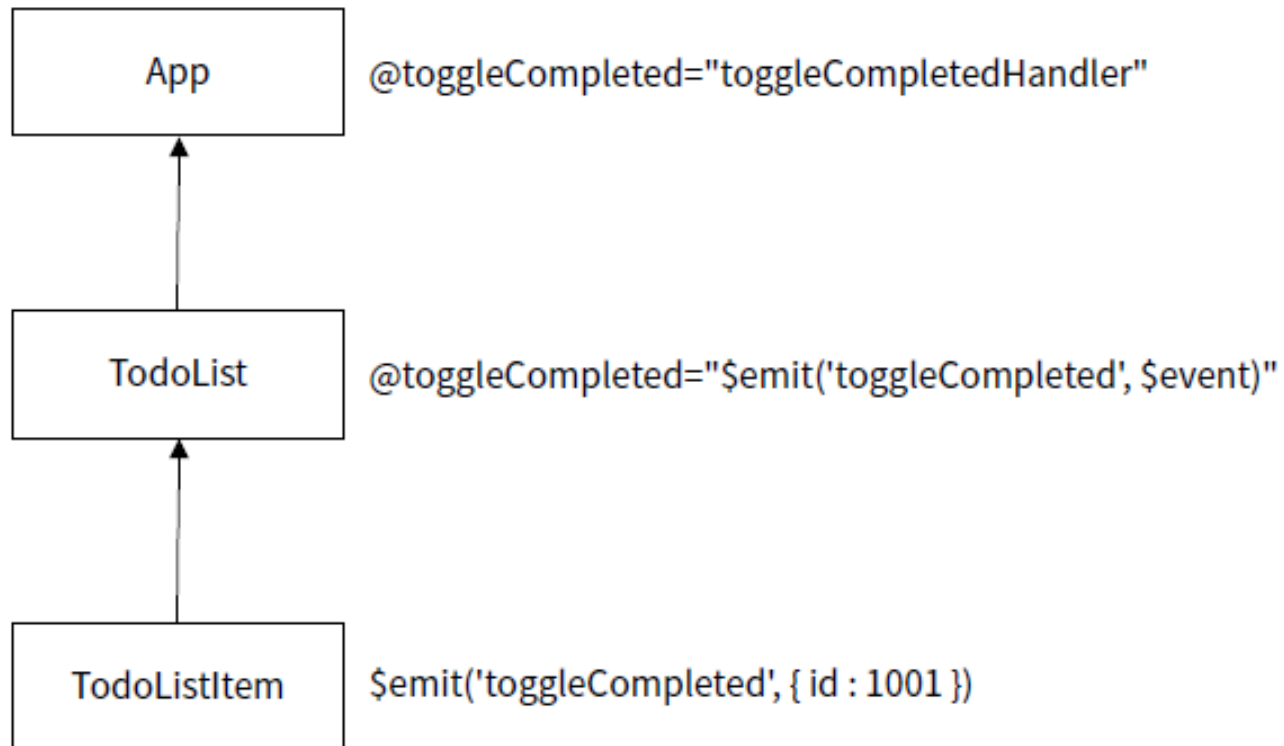 App
@toggleCompleted="toggleCompletedHandler"
TodoList
@toggleCompleted="$emit('toggleCompleted', $event)"
TodoListItem
$emit('toggleCompleted', { id : 1001 })